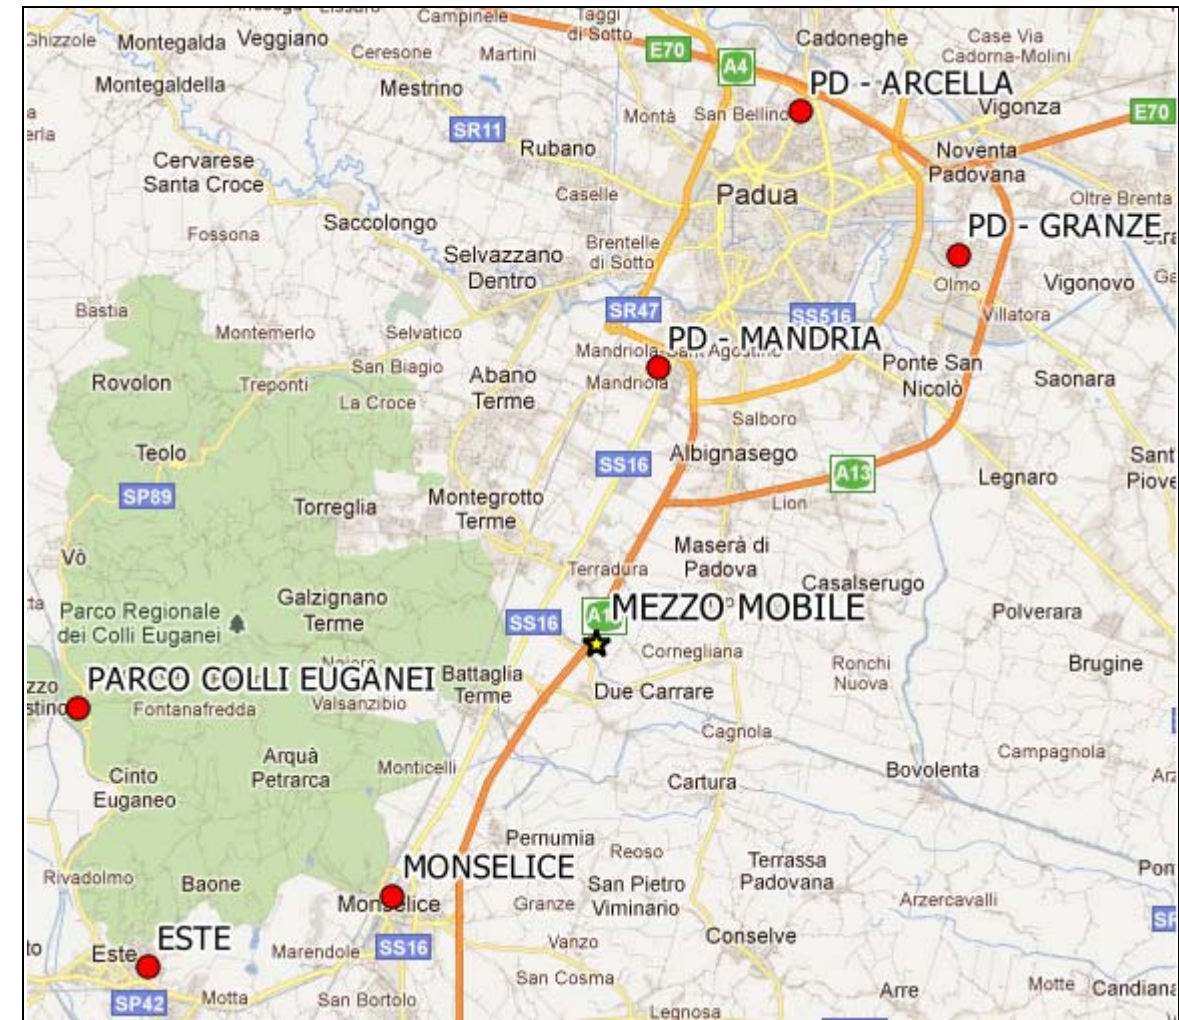 Campinele
Taggi
di Sotto
Ghizzole
Montegalda
Veggiano
Ceresone
Martini
E70
A4
Cadoneghe
Case Via
Cadorna-Molini
Montegaldella
Mestrino
PD - ARCELLA
Montà
San Bellino
Vigonza
E70
SR11
Rubano
Cervarese
Santa Croce
Noventa
Padovana
Caselle
Padua
Oltre Brenta
Saccolongo
Fossona
PD - GRANZE
Selvazzano
Dentro
Brentelle
di Sotto
Olmo
Vigonovo
Bastia
SR47
SS516
Villatora
Montemerlo
Selvatico
PD - MANDRIA
Mandriola-Sant'Agostino
Mandriola
San Biagio
Ponte San
Nicolò
Rovolon
Treponti
Abano
Terme
Saonara
La Croce
Salboro
Teolo
Albignasego
SS16
A13
Sant
Piove
SP89
Legnaro
Torreglia
Montegrotto
Terme
Lion
Vò
Maserà di
Padova
Terradura
Casalserugo
Galzignano
Terme
Parco Regionale
dei Colli Euganei
SS16
MEZZO MOBILE
Polverara
Cornegliana
Ronchi
Nuova
Brugine
PARCO COLLI EUGANEI
Battaglia
Terme
Due Carrare
Fontanafredda
Valsanzibio
Cagnola
Arquà
Petrarca
Monticelli
Campagnola
Cinto
Euganeo
Cartura
Bovolenta
Pernumia
Reoso
Terrassa
Padovana
MONSELICE
Rivadolmo
Baone
Monselice
San Pietro
Viminario
Granze
Arzercavalli
ESTE
Este
Marendole
SS16
Vanzo
Conselve
San Cosma
SP42
Motta
San Bortolo
Arre
Motte
Candiana
Legnosa